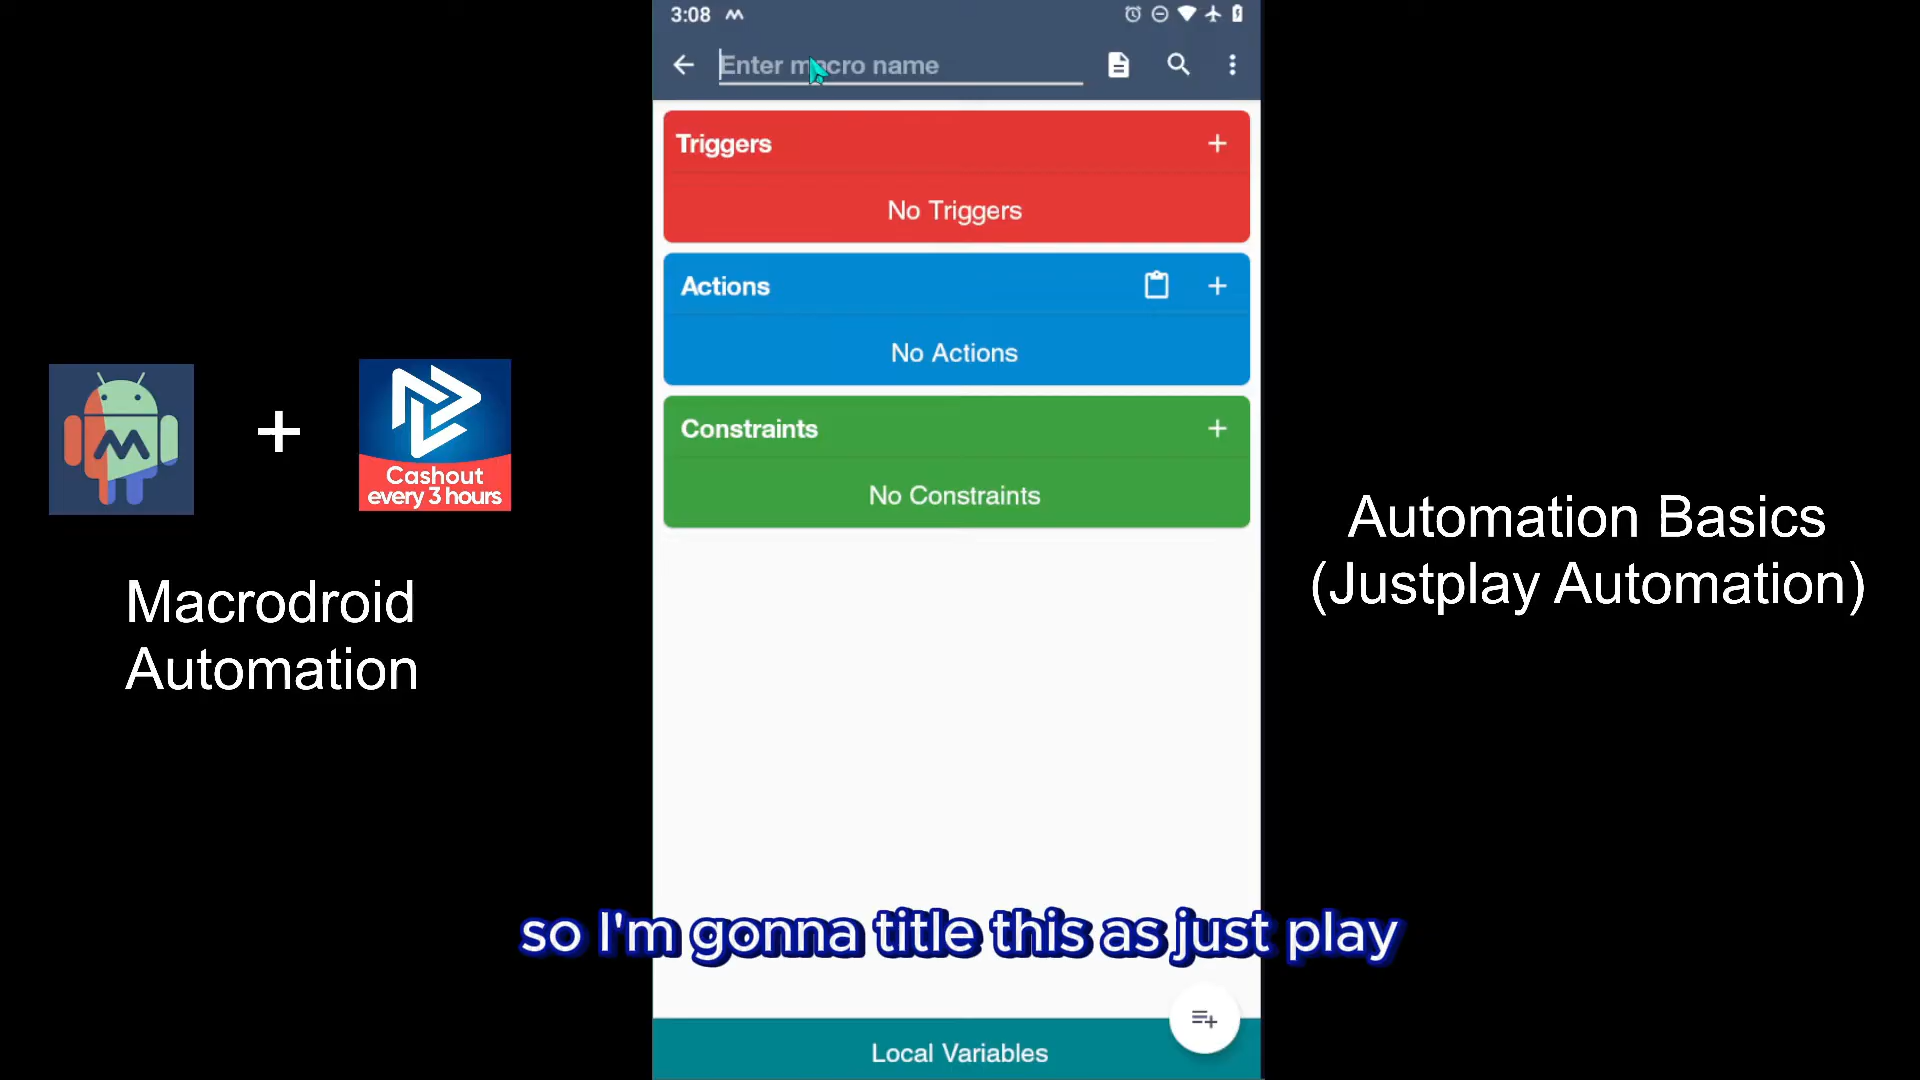 3:08
Enter macro name
Triggers
No Triggers
Actions
No Actions
Constraints
No Constraints
Cashout
every 3 hours
+
Macrodroid
Automation
Automation Basics
(Justplay Automation)
so I'm gonna title this as just play
Local Variables